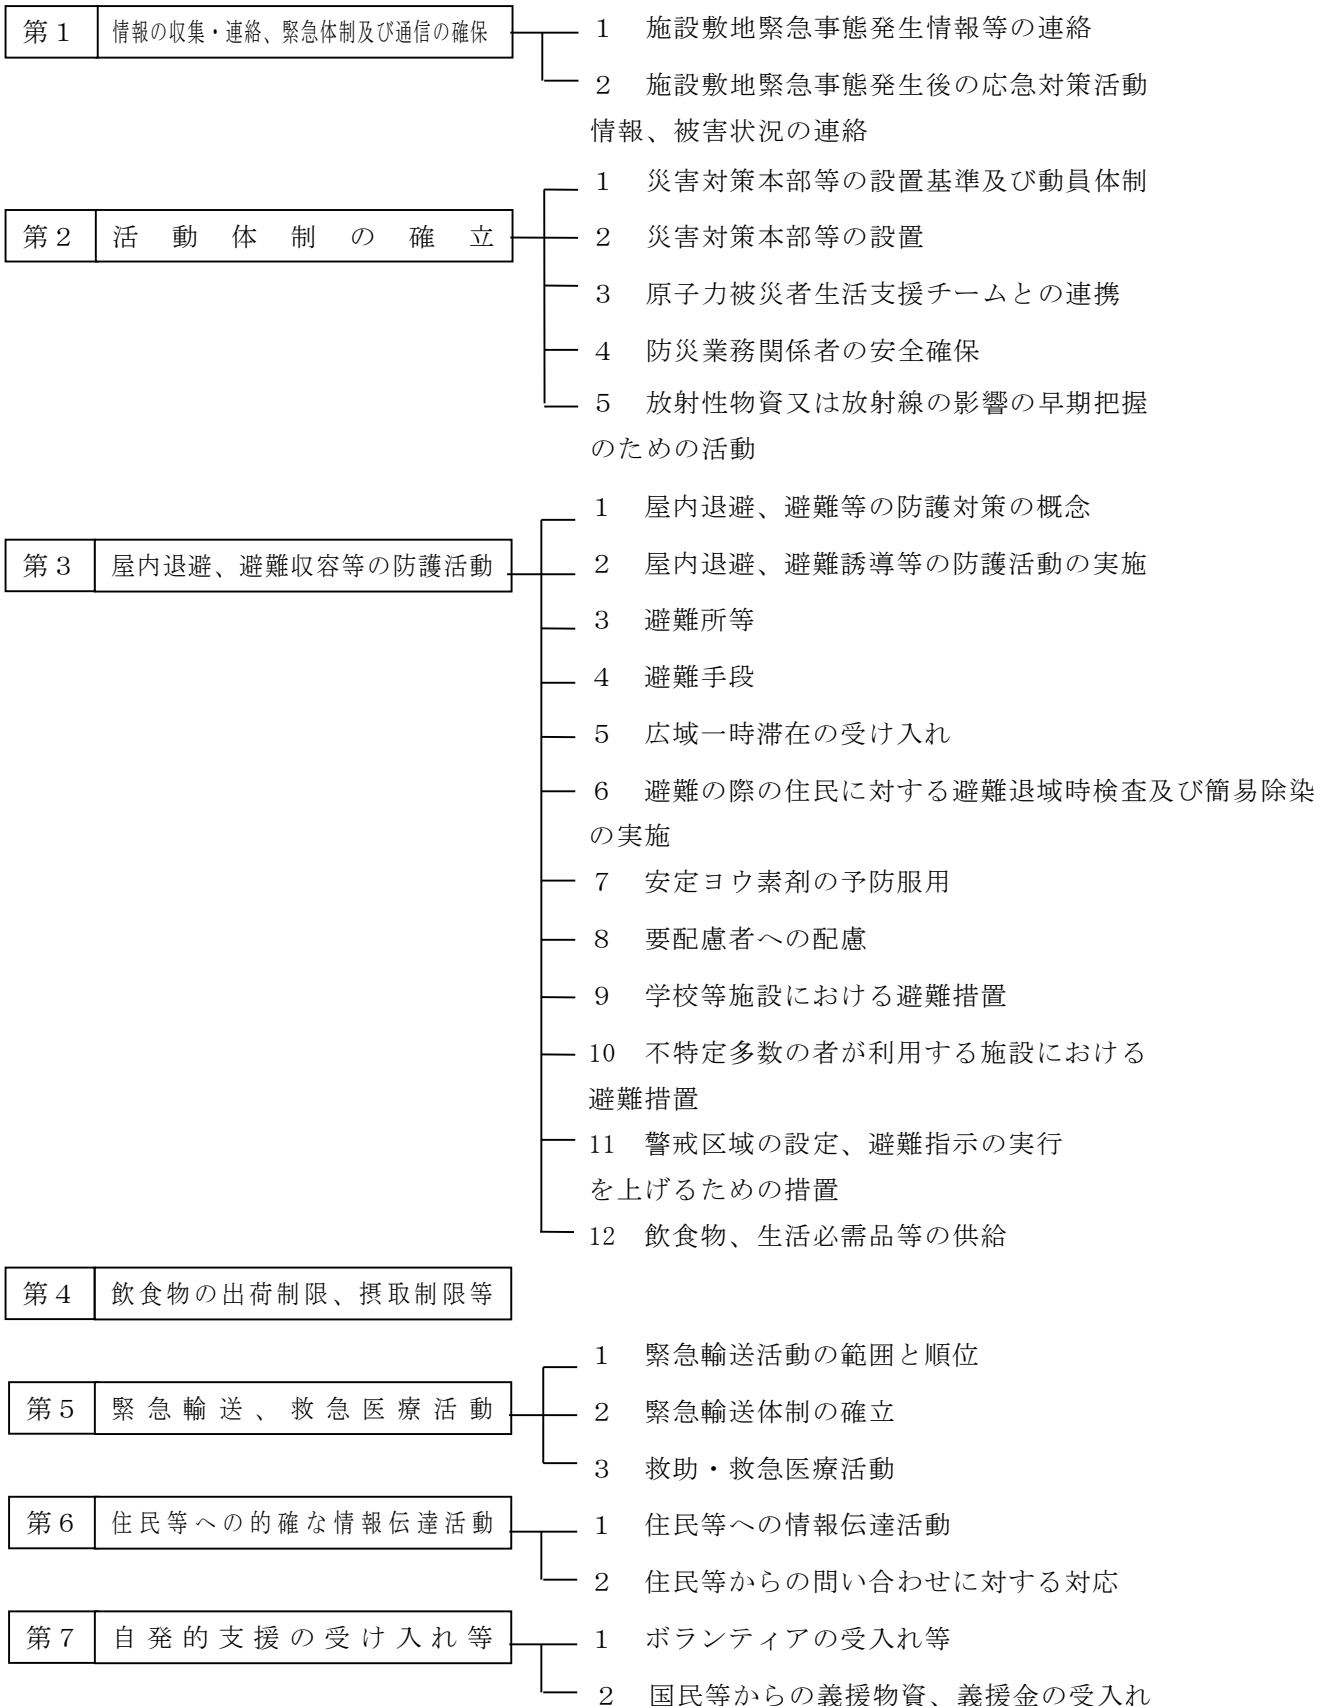 第１ 情報の収集・連絡、緊急体制及び通信の確保
１　施設敷地緊急事態発生情報等の連絡
２　施設敷地緊急事態発生後の応急対策活動
情報、被害状況の連絡
第２ 活動体制の確立
１　災害対策本部等の設置基準及び動員体制
２　災害対策本部等の設置
３　原子力被災者生活支援チームとの連携
４　防災業務関係者の安全確保
５　放射性物資又は放射線の影響の早期把握
のための活動
第３ 屋内退避、避難収容等の防護活動
１　屋内退避、避難等の防護対策の概念
２　屋内退避、避難誘導等の防護活動の実施
３　避難所等
４　避難手段
５　広域一時滞在の受け入れ
６　避難の際の住民に対する避難退域時検査及び簡易除染
の実施
７　安定ヨウ素剤の予防服用
８　要配慮者への配慮
９　学校等施設における避難措置
10　不特定多数の者が利用する施設における
避難措置
11　警戒区域の設定、避難指示の実行
を上げるための措置
12　飲食物、生活必需品等の供給
第４ 飲食物の出荷制限、摂取制限等
第５ 緊急輸送、救急医療活動
１　緊急輸送活動の範囲と順位
２　緊急輸送体制の確立
３　救助・救急医療活動
第６ 住民等への的確な情報伝達活動
１　住民等への情報伝達活動
２　住民等からの問い合わせに対する対応
第７ 自発的支援の受け入れ等
１　ボランティアの受入れ等
２　国民等からの義援物資、義援金の受入れ